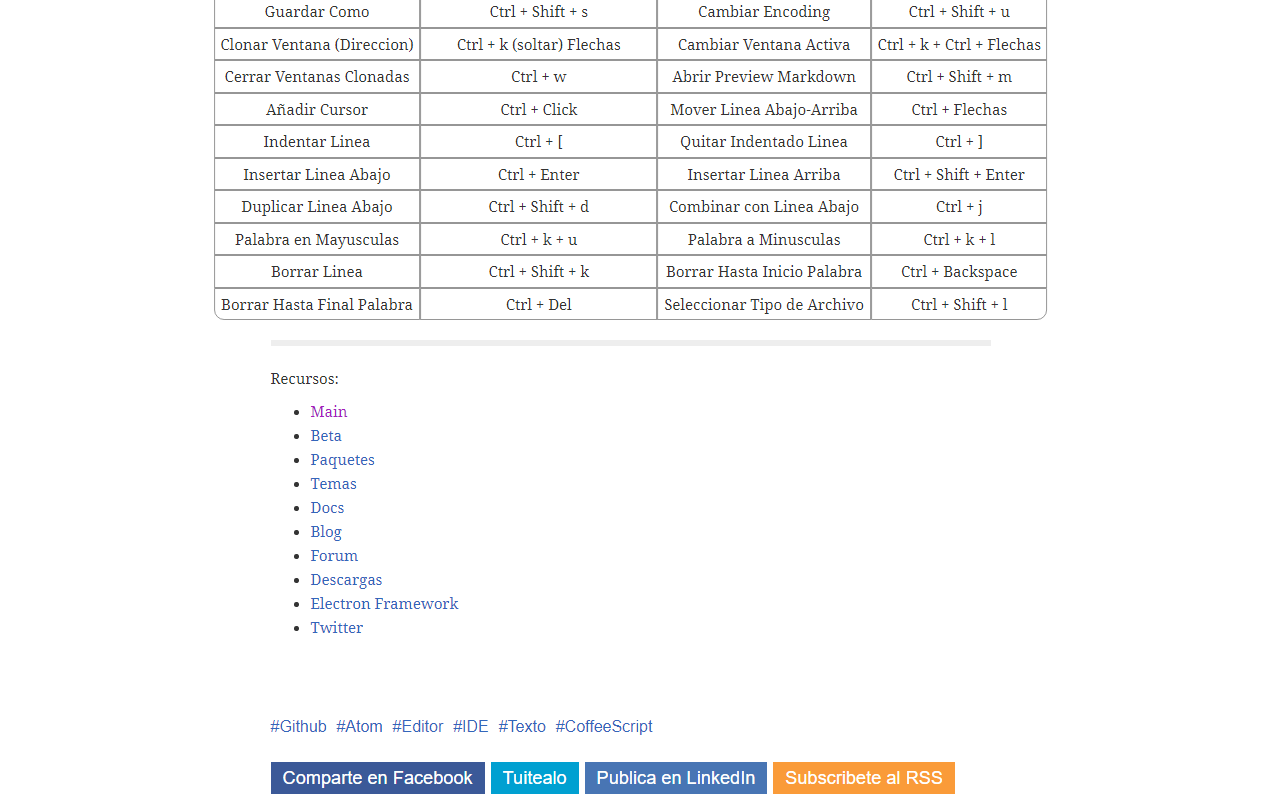 Guardar Como Ctrl + Shift + s Cambiar Encoding Ctrl + Shift + u
Clonar Ventana (Direccion) Ctrl + k (soltar) Flechas Cambiar Ventana Activa Ctrl + k + Ctrl + Flechas
Cerrar Ventanas Clonadas Ctrl + w Abrir Preview Markdown Ctrl + Shift + m
Añadir Cursor Ctrl + Click Mover Linea Abajo-Arriba Ctrl + Flechas
Indentar Linea Ctrl + [ Quitar Indentado Linea Ctrl + ]
Insertar Linea Abajo Ctrl + Enter Insertar Linea Arriba Ctrl + Shift + Enter
Duplicar Linea Abajo Ctrl + Shift + d Combinar con Linea Abajo Ctrl + j
Palabra en Mayusculas Ctrl + k + u Palabra a Minusculas Ctrl + k + l
Borrar Linea Ctrl + Shift + k Borrar Hasta Inicio Palabra Ctrl + Backspace
Borrar Hasta Final Palabra Ctrl + Del Seleccionar Tipo de Archivo Ctrl + Shift + l
Recursos:
Main
Beta
Paquetes
Temas
Docs
Blog
Forum
Descargas
Electron Framework
Twitter
#Github #Atom #Editor #IDE #Texto #CoffeeScript
Comparte en Facebook Tuitealo Publica en LinkedIn Subscribete al RSS